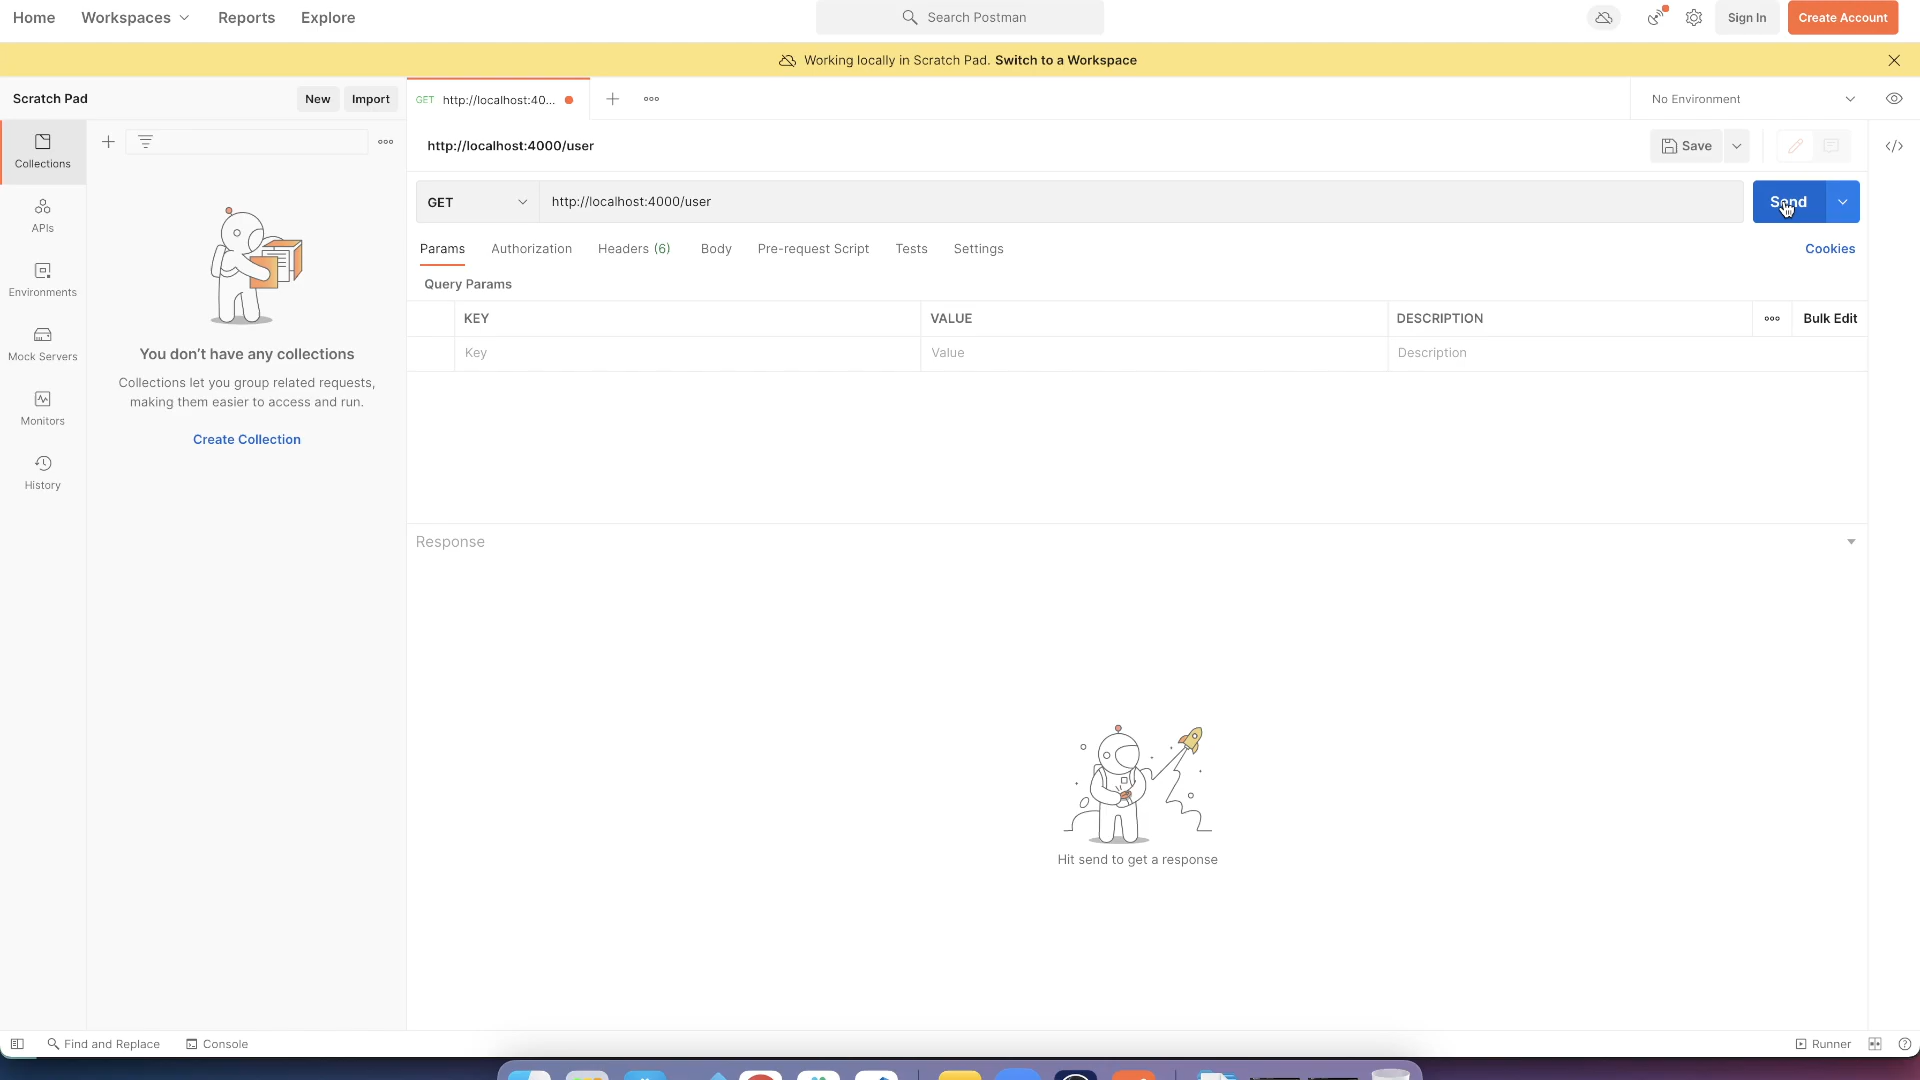 Home Workspaces Reports Explore Search Postman Sign In Create Account
Working locally in Scratch Pad. Switch to a Workspace
Scratch Pad New Import GET http://localhost:40... No Environment
Collections
http://localhost:4000/user Save
GET http://localhost:4000/user Send
APIs
Params Authorization Headers (6) Body Pre-request Script Tests Settings Cookies
Query Params
Environments
KEY VALUE DESCRIPTION Bulk Edit
Key Value Description
Mock Servers
You don’t have any collections
Collections let you group related requests,
making them easier to access and run.
Monitors
Create Collection
History
Response
Hit send to get a response
Find and Replace Console Runner